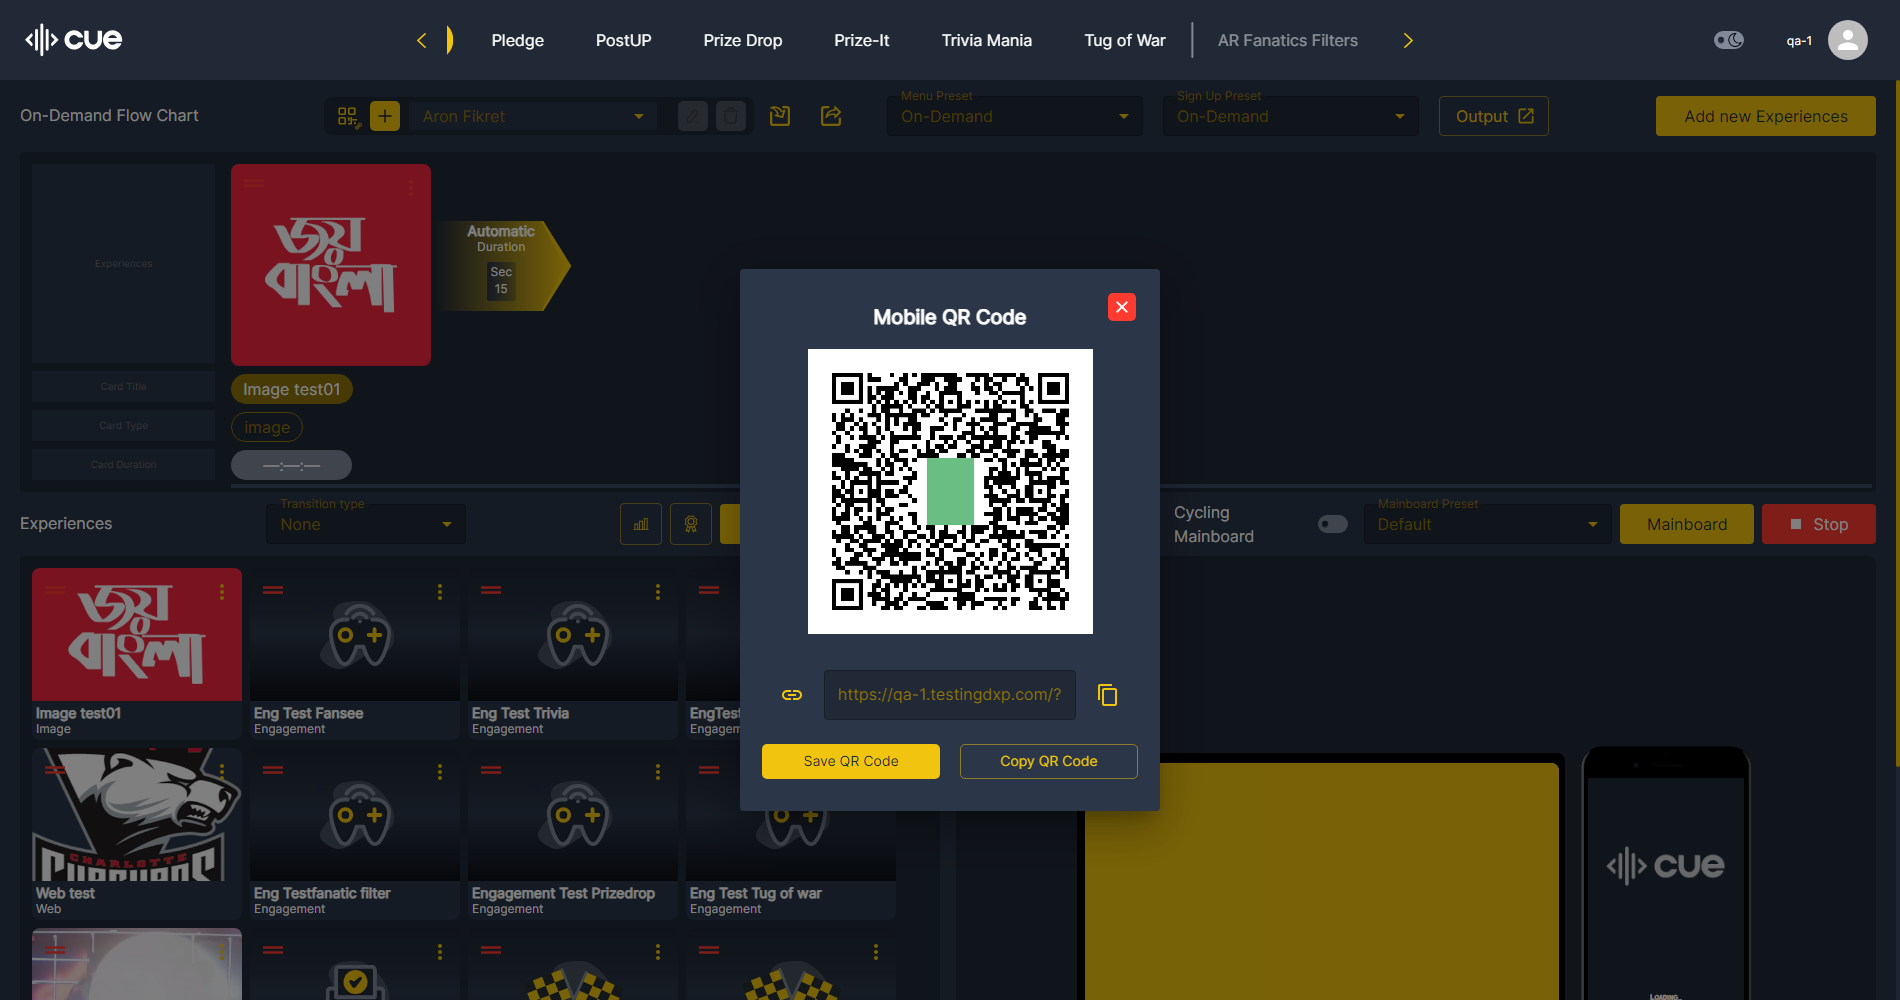 cue
Pledge
PostUP
Prize Drop
Prize-It
Trivia Mania
Tug of War
AR Fanatics Filters
qa-1
On-Demand Flow Chart
Aron Fikret
Menu Preset
On-Demand
Sign Up Preset
On-Demand
Output
Add new Experiences
Experiences
জয়
বাংলা
Automatic
Duration
Sec
15
Card Title
Image test01
Card Type
image
Card Duration
—:—:—
Mobile QR Code
https://qa-1.testingdxp.com/?
Save QR Code
Copy QR Code
Experiences
Transition type
None
Cycling
Mainboard
Mainboard Preset
Default
Mainboard
Stop
জয়
বাংলা
Image test01
Image
Eng Test Fansee
Engagement
Eng Test Trivia
Engagement
EngTest
Engage
CHARLOTTE
Web test
Web
Eng Testfanatic filter
Engagement
Engagement Test Prizedrop
Engagement
Eng Test Tug of war
Engagement
cue
LOADING..